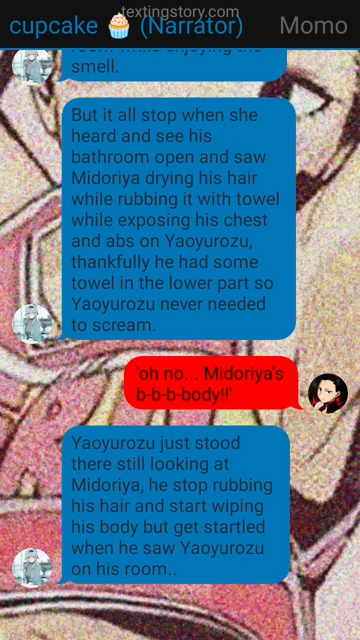 textingstory.com
cupcake 🧁 (Narrator)
Momo
room while enjoying the
smell.
But it all stop when she
heard and see his
bathroom open and saw
Midoriya drying his hair
while rubbing it with towel
while exposing his chest
and abs on Yaoyurozu,
thankfully he had some
towel in the lower part so
Yaoyurozu never needed
to scream.
'oh no... Midoriya's
b-b-b-body!!'
Yaoyurozu just stood
there still looking at
Midoriya, he stop rubbing
his hair and start wiping
his body but get startled
when he saw Yaoyurozu
on his room..